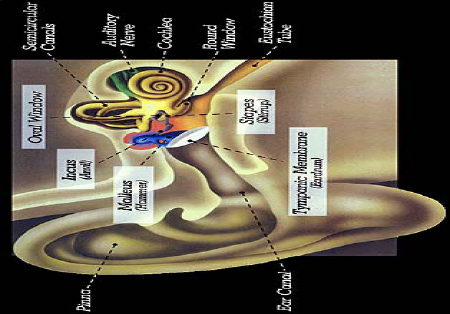 Semicircular
Canals
Auditory
Nerve
Cochlea
Round
Window
Eustachian
Tube
Oval Window
Incus
(Anvil)
Malleus
(Hammer)
Stapes
(Stirrup)
Tympanic Membrane
(Eardrum)
Pinna
Ear Canal